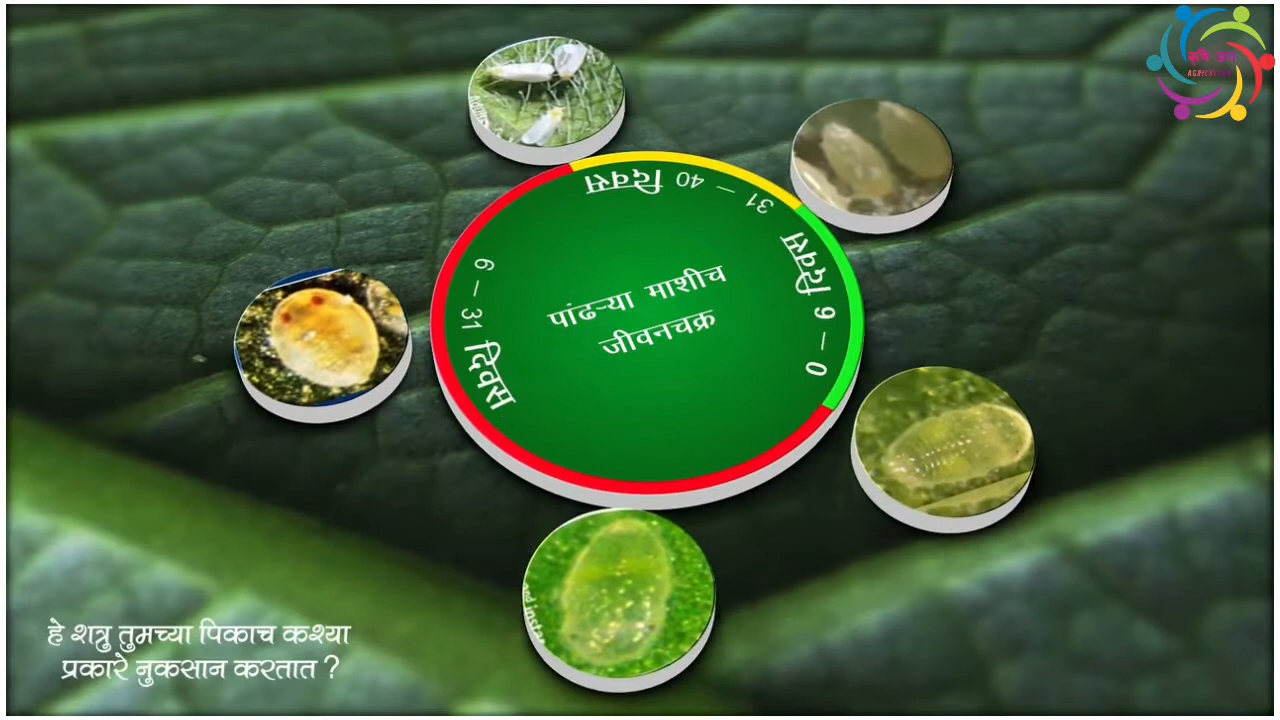 31 – 40 दिवस
0 – 6 दिवस
6 – 31 दिवस
पांढऱ्या माशीच
जीवनचक्र
हे शत्रु तुमच्या पिकाच कश्या
प्रकारे नुकसान करतात ?